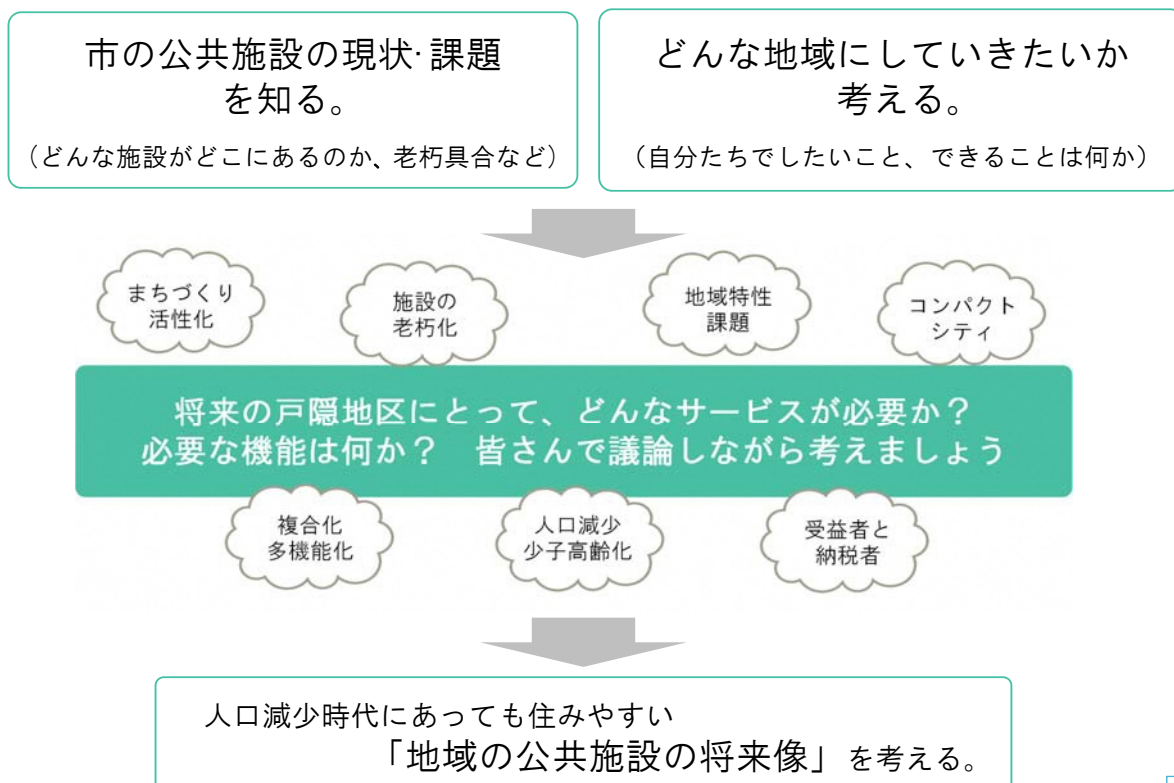 市の公共施設の現状・課題
を知る。
（どんな施設がどこにあるのか、老朽具合など）
どんな地域にしていきたいか
考える。
（自分たちでしたいこと、できることは何か）
まちづくり
活性化
施設の
老朽化
地域特性
課題
コンパクト
シティ
将来の戸隠地区にとって、どんなサービスが必要か？
必要な機能は何か？　皆さんで議論しながら考えましょう
複合化
多機能化
人口減少
少子高齢化
受益者と
納税者
人口減少時代にあっても住みやすい
「地域の公共施設の将来像」を考える。